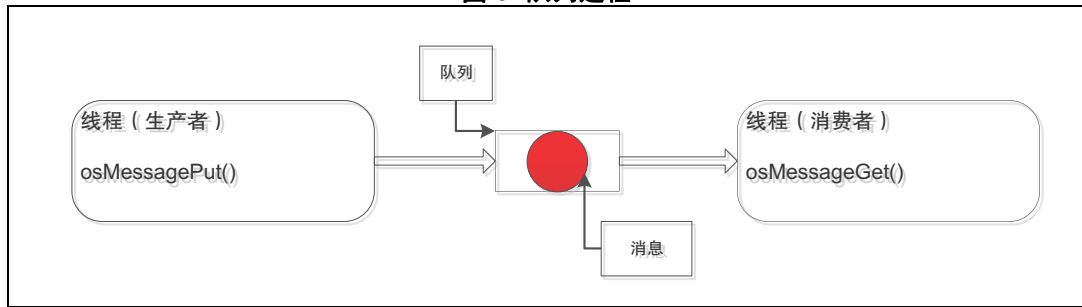 队列
线程（生产者）
osMessagePut()
线程（消费者）
osMessageGet()
消息